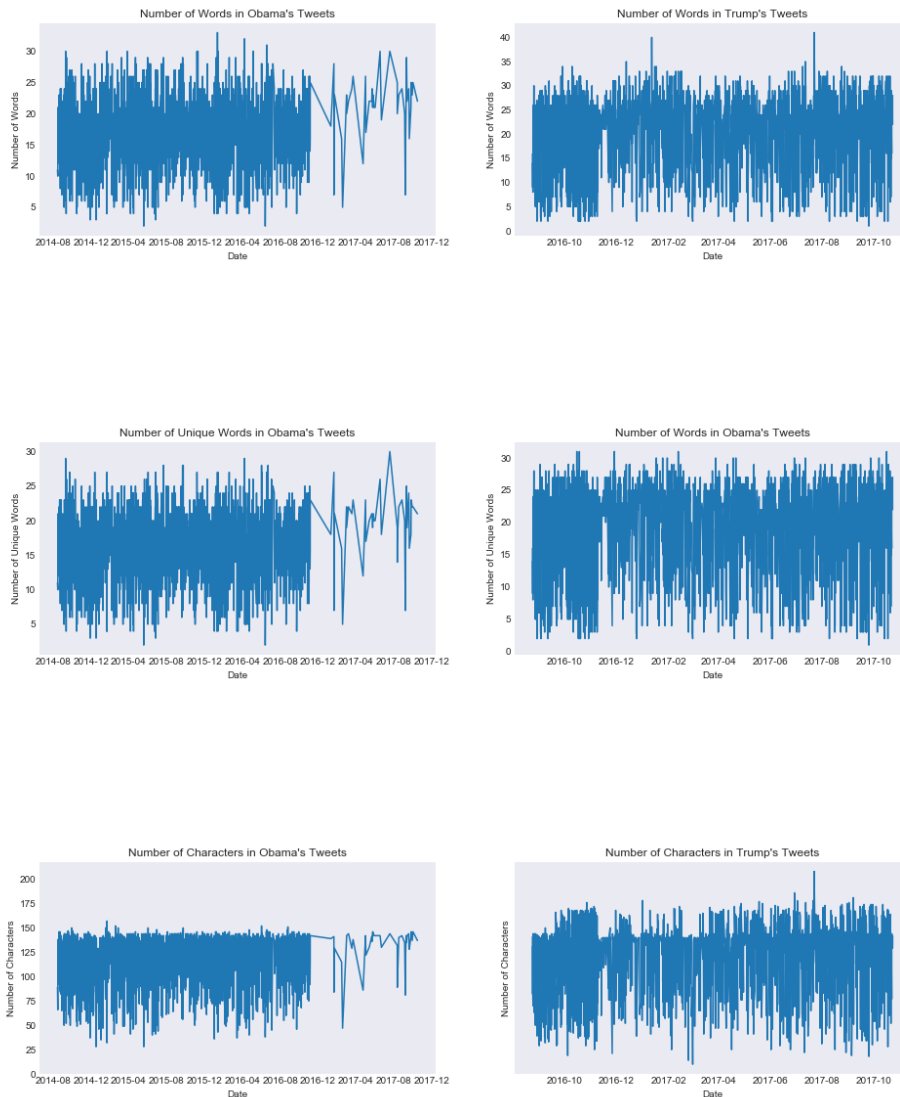 Number of Words in Obama's Tweets
Number of Words
30
25
20
15
10
5
2014-08 2014-12 2015-04 2015-08 2015-12 2016-04 2016-08 2016-12 2017-04 2017-08 2017-12
Date
Number of Words in Trump's Tweets
Number of Words
40
35
30
25
20
15
10
5
0
2016-10 2016-12 2017-02 2017-04 2017-06 2017-08 2017-10
Date
Number of Unique Words in Obama's Tweets
Number of Unique Words
30
25
20
15
10
5
2014-08 2014-12 2015-04 2015-08 2015-12 2016-04 2016-08 2016-12 2017-04 2017-08 2017-12
Date
Number of Words in Obama's Tweets
Number of Unique Words
30
25
20
15
10
5
0
2016-10 2016-12 2017-02 2017-04 2017-06 2017-08 2017-10
Date
Number of Characters in Obama's Tweets
Number of Characters
200
175
150
125
100
75
50
25
0
2014-08 2014-12 2015-04 2015-08 2015-12 2016-04 2016-08 2016-12 2017-04 2017-08 2017-12
Date
Number of Characters in Trump's Tweets
Number of Characters
2016-10 2016-12 2017-02 2017-04 2017-06 2017-08 2017-10
Date